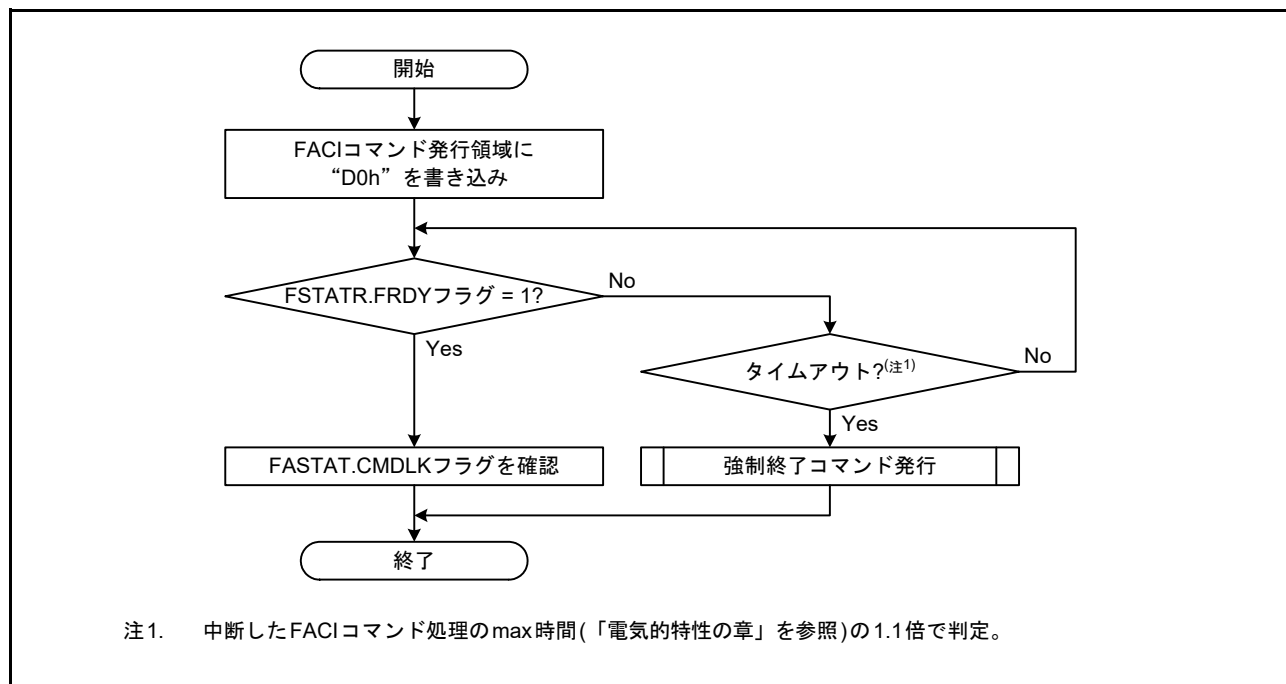 開始
FACIコマンド発行領域に
“D0h”を書き込み
FSTATR.FRDYフラグ = 1?
No
Yes
タイムアウト?(注1)
No
Yes
FASTAT.CMDLKフラグを確認
強制終了コマンド発行
終了
注1. 中断したFACIコマンド処理のmax時間(「電気的特性の章」を参照)の1.1倍で判定。